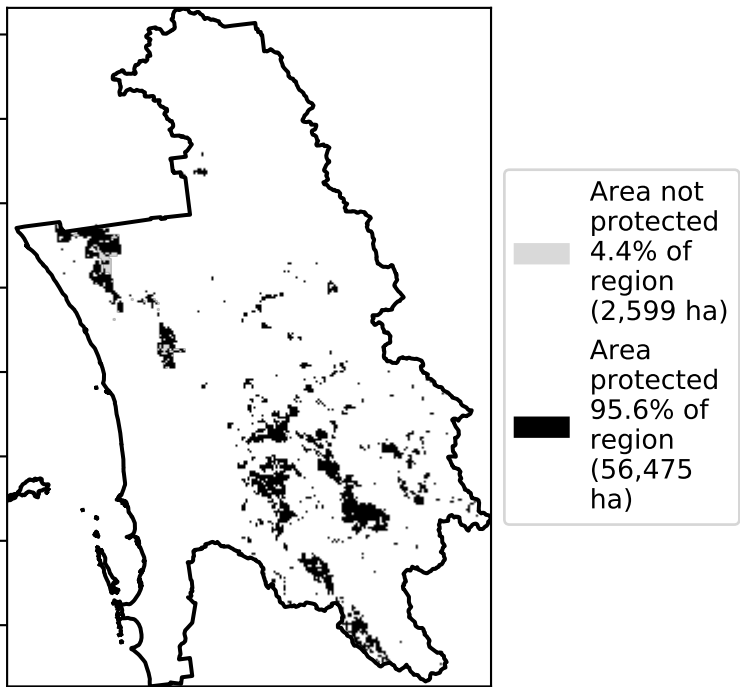 Area not
protected
4.4% of
region
(2,599 ha)
Area
protected
95.6% of
region
(56,475
ha)